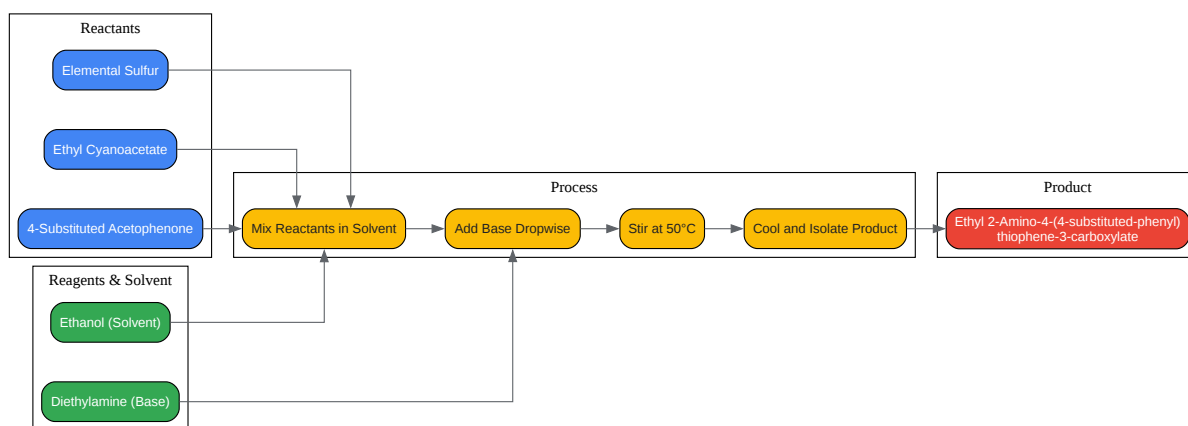 Reactants
Elemental Sulfur
Ethyl Cyanoacetate
4-Substituted Acetophenone
Reagents & Solvent
Ethanol (Solvent)
Diethylamine (Base)
Process
Mix Reactants in Solvent
Add Base Dropwise
Stir at 50°C
Cool and Isolate Product
Product
Ethyl 2-Amino-4-(4-substituted-phenyl)
thiophene-3-carboxylate